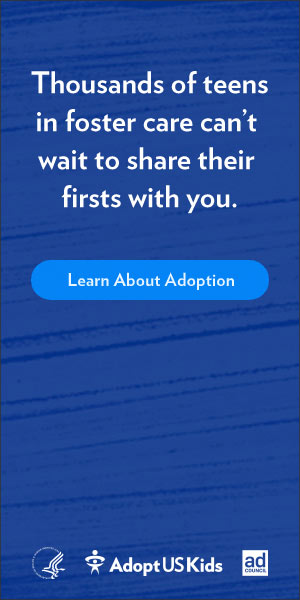 Thousands of teens
in foster care can’t
wait to share their
firsts with you.
Learn About Adoption
AdoptUSKids
ad
COUNCIL